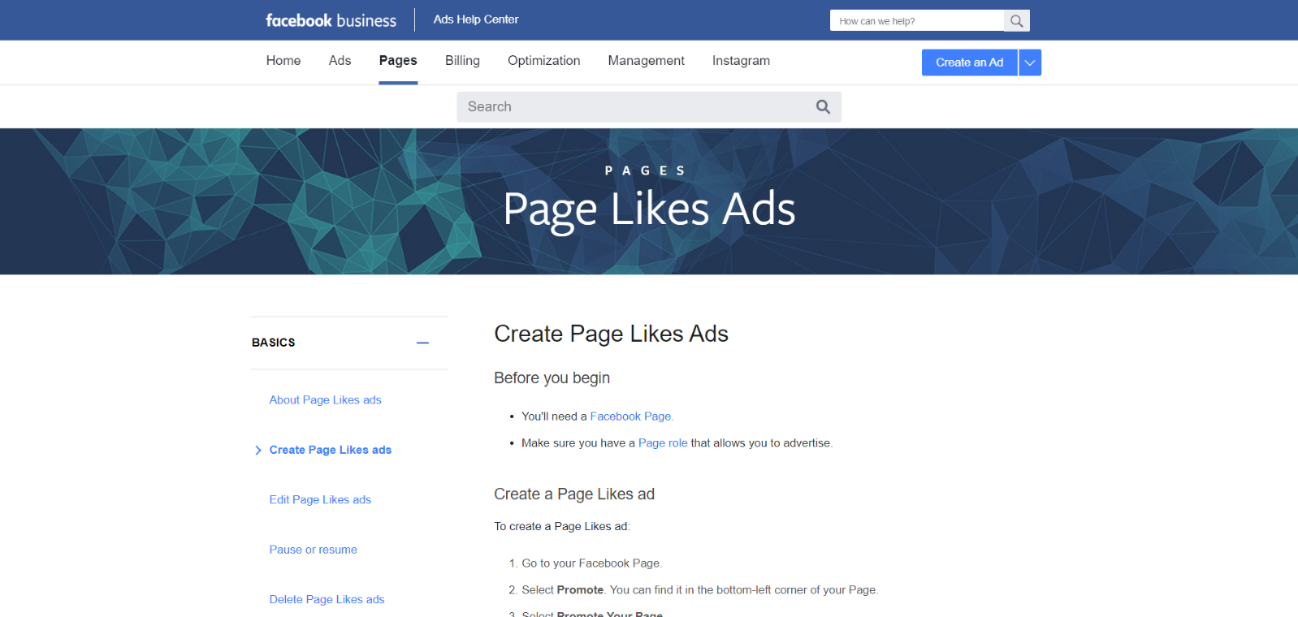 facebook business
Ads Help Center
How can we help?
Home Ads Pages Billing Optimization Management Instagram
Create an Ad
Search
PAGES
Page Likes Ads
BASICS
About Page Likes ads
Create Page Likes ads
Edit Page Likes ads
Pause or resume
Delete Page Likes ads
Create Page Likes Ads
Before you begin
• You'll need a Facebook Page.
• Make sure you have a Page role that allows you to advertise.
Create a Page Likes ad
To create a Page Likes ad:
1. Go to your Facebook Page.
2. Select Promote. You can find it in the bottom-left corner of your Page.
3. Select Promote Your Page